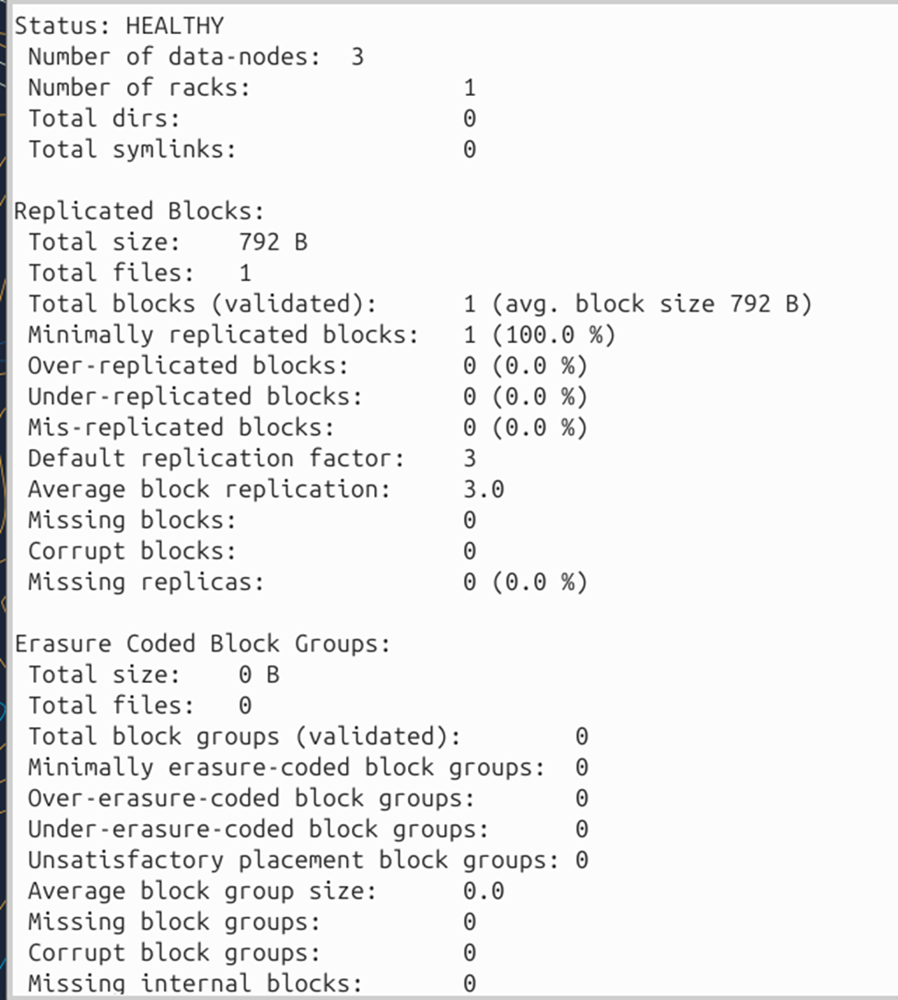 Status: HEALTHY
Number of data-nodes: 3
Number of racks: 1
Total dirs: 0
Total symlinks: 0
Replicated Blocks:
Total size: 792 B
Total files: 1
Total blocks (validated): 1 (avg. block size 792 B)
Minimally replicated blocks: 1 (100.0 %)
Over-replicated blocks: 0 (0.0 %)
Under-replicated blocks: 0 (0.0 %)
Mis-replicated blocks: 0 (0.0 %)
Default replication factor: 3
Average block replication: 3.0
Missing blocks: 0
Corrupt blocks: 0
Missing replicas: 0 (0.0 %)
Erasure Coded Block Groups:
Total size: 0 B
Total files: 0
Total block groups (validated): 0
Minimally erasure-coded block groups: 0
Over-erasure-coded block groups: 0
Under-erasure-coded block groups: 0
Unsatisfactory placement block groups: 0
Average block group size: 0.0
Missing block groups: 0
Corrupt block groups: 0
Missing internal blocks: 0